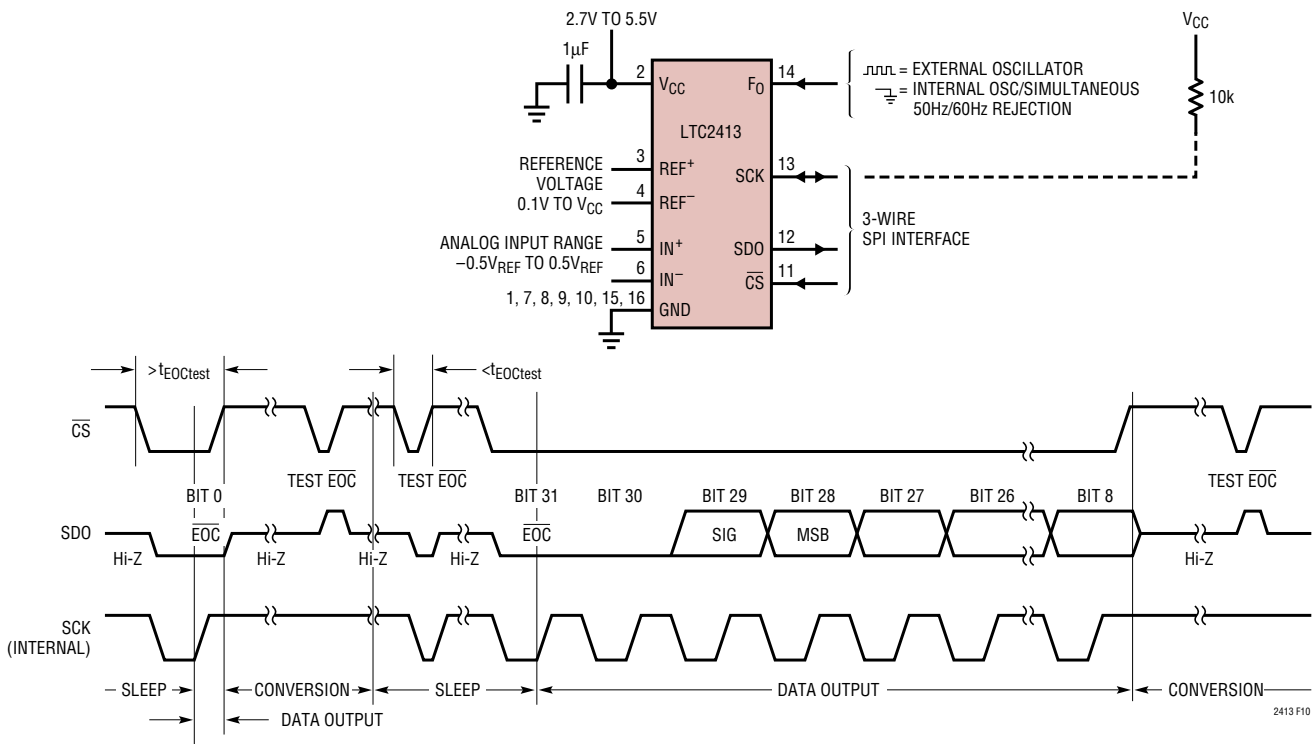 2.7V TO 5.5V
VCC
1µF
2
14
VCC
FO
= EXTERNAL OSCILLATOR
= INTERNAL OSC/SIMULTANEOUS
50Hz/60Hz REJECTION
10k
LTC2413
REFERENCE
VOLTAGE
0.1V TO VCC
3
REF+
4
REF−
SCK
13
3-WIRE
SPI INTERFACE
ANALOG INPUT RANGE
−0.5VREF TO 0.5VREF
5
IN+
6
IN−
SDO
12
CS
11
1, 7, 8, 9, 10, 15, 16
GND
>tEOCtest
<tEOCtest
CS
TEST EOC
TEST EOC
TEST EOC
BIT 0
BIT 31
BIT 30
BIT 29
BIT 28
BIT 27
BIT 26
BIT 8
SDO
EOC
EOC
SIG
MSB
Hi-Z
Hi-Z
Hi-Z
Hi-Z
Hi-Z
SCK
(INTERNAL)
SLEEP
CONVERSION
SLEEP
DATA OUTPUT
CONVERSION
DATA OUTPUT
2413 F10